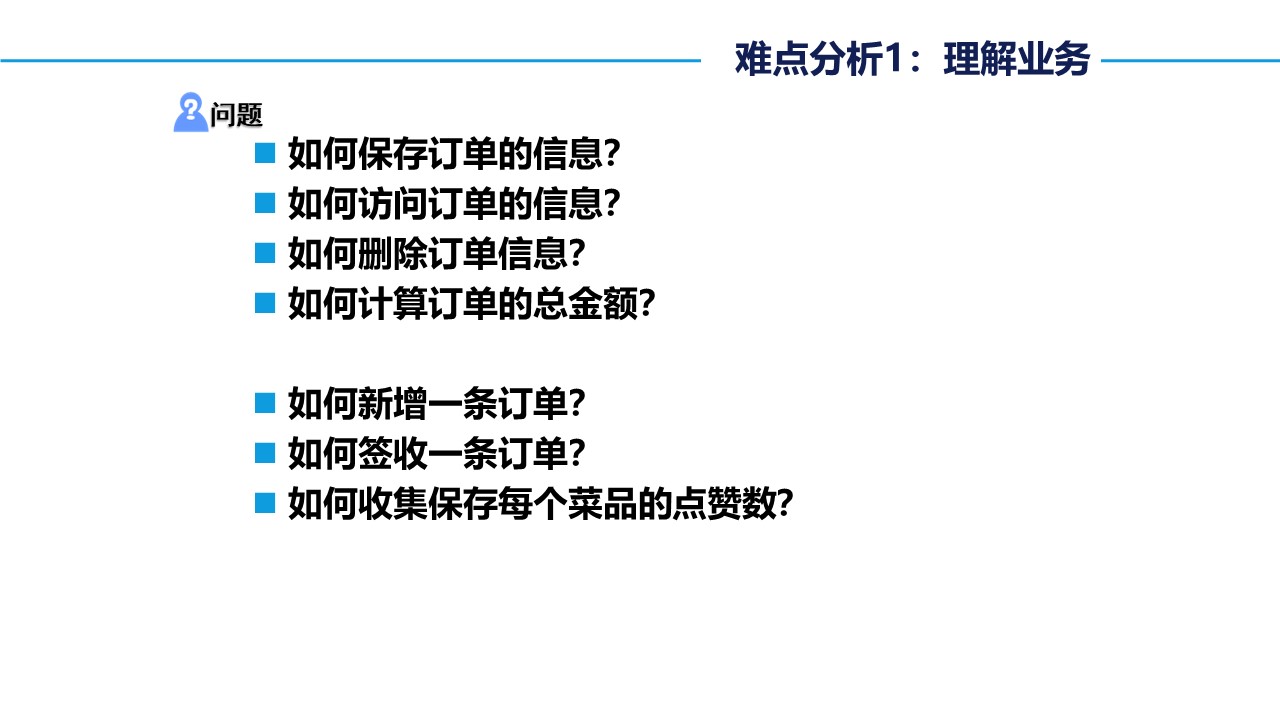 难点分析1：理解业务
问题
如何保存订单的信息？
如何访问订单的信息？
如何删除订单信息？
如何计算订单的总金额？
如何新增一条订单？
如何签收一条订单？
如何收集保存每个菜品的点赞数？